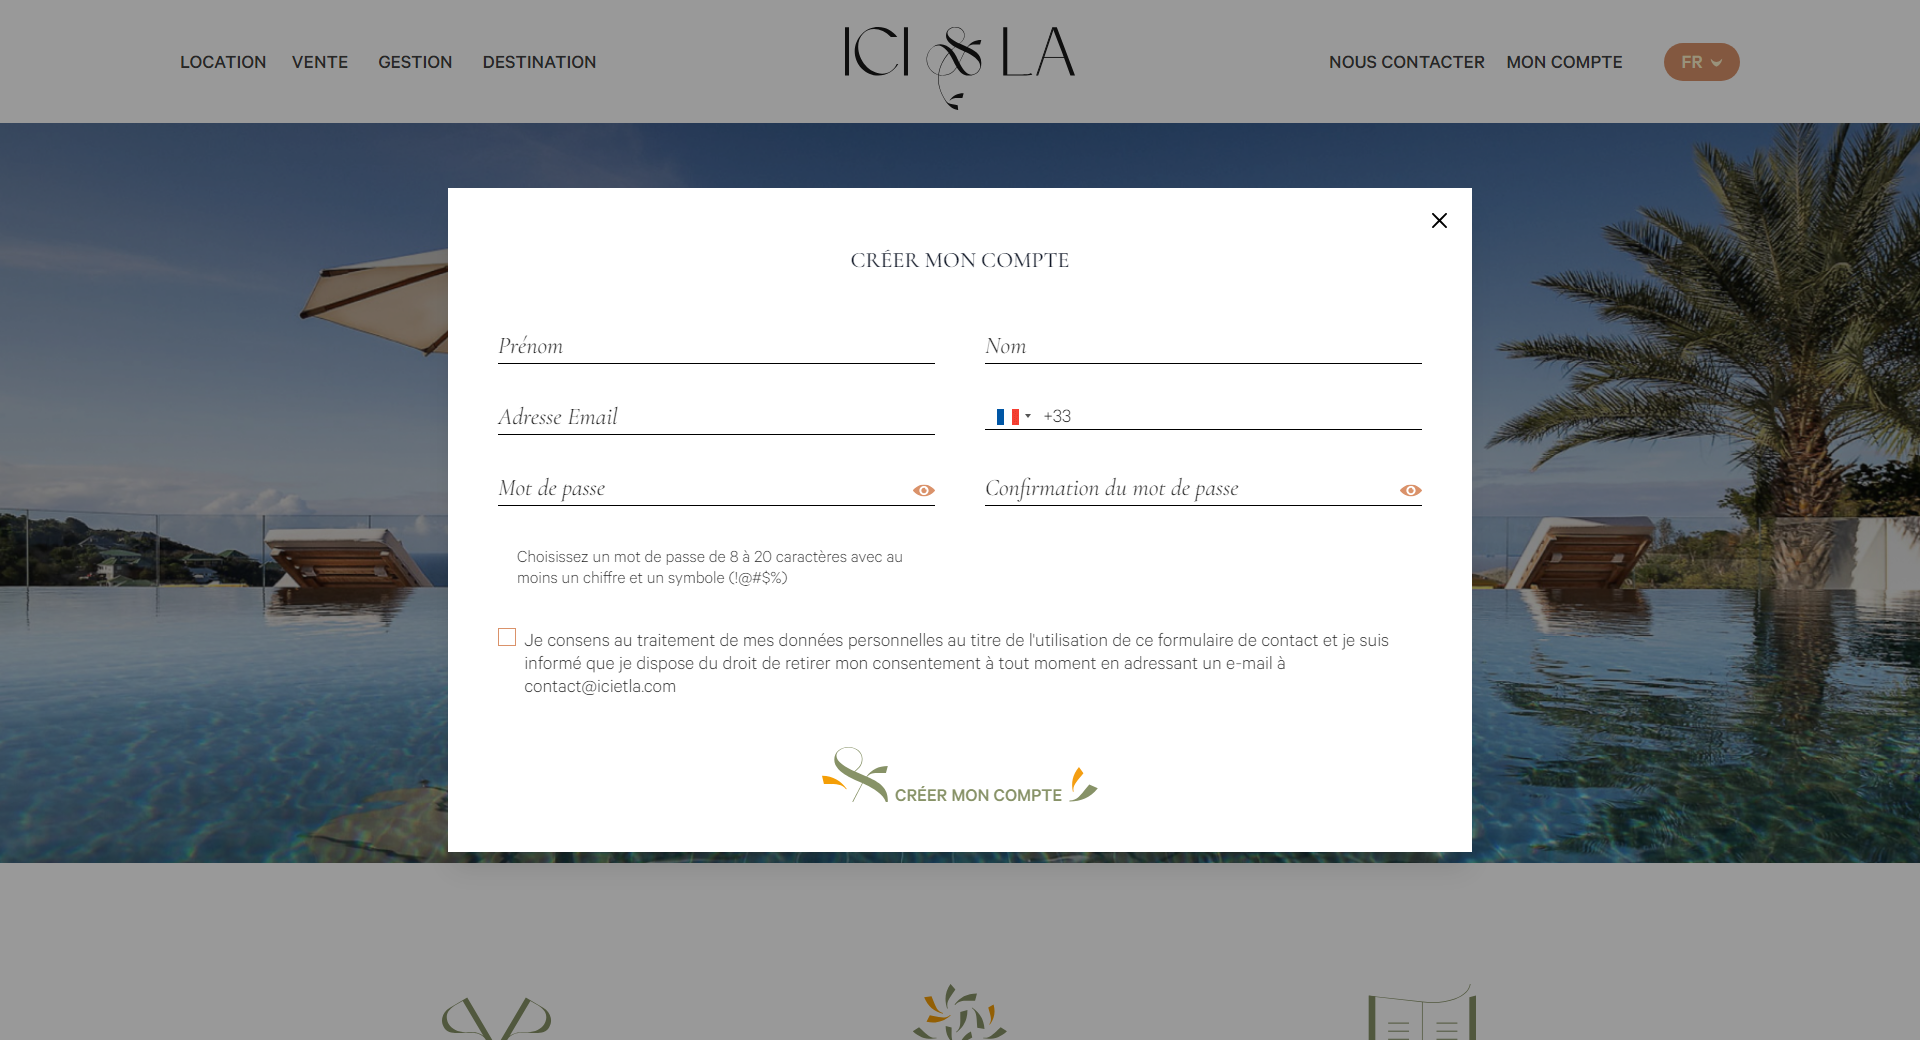 LOCATION VENTE GESTION DESTINATION ICI & LA NOUS CONTACTER MON COMPTE FR
CRÉER MON COMPTE
Prénom Nom
Adresse Email +33
Mot de passe Confirmation du mot de passe
Choisissez un mot de passe de 8 à 20 caractères avec au
moins un chiffre et un symbole (!@#$%)
Je consens au traitement de mes données personnelles au titre de l'utilisation de ce formulaire de contact et je suis
informé que je dispose du droit de retirer mon consentement à tout moment en adressant un e-mail à
contact@icietla.com
CRÉER MON COMPTE